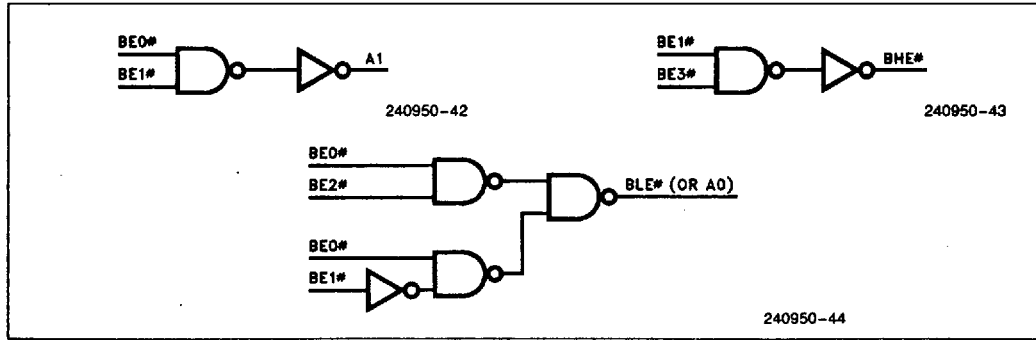 BE0#
BE1#
A1
240950-42
BE1#
BE3#
BHE#
240950-43
BE0#
BE2#
BLE# (OR A0)
BE0#
BE1#
240950-44